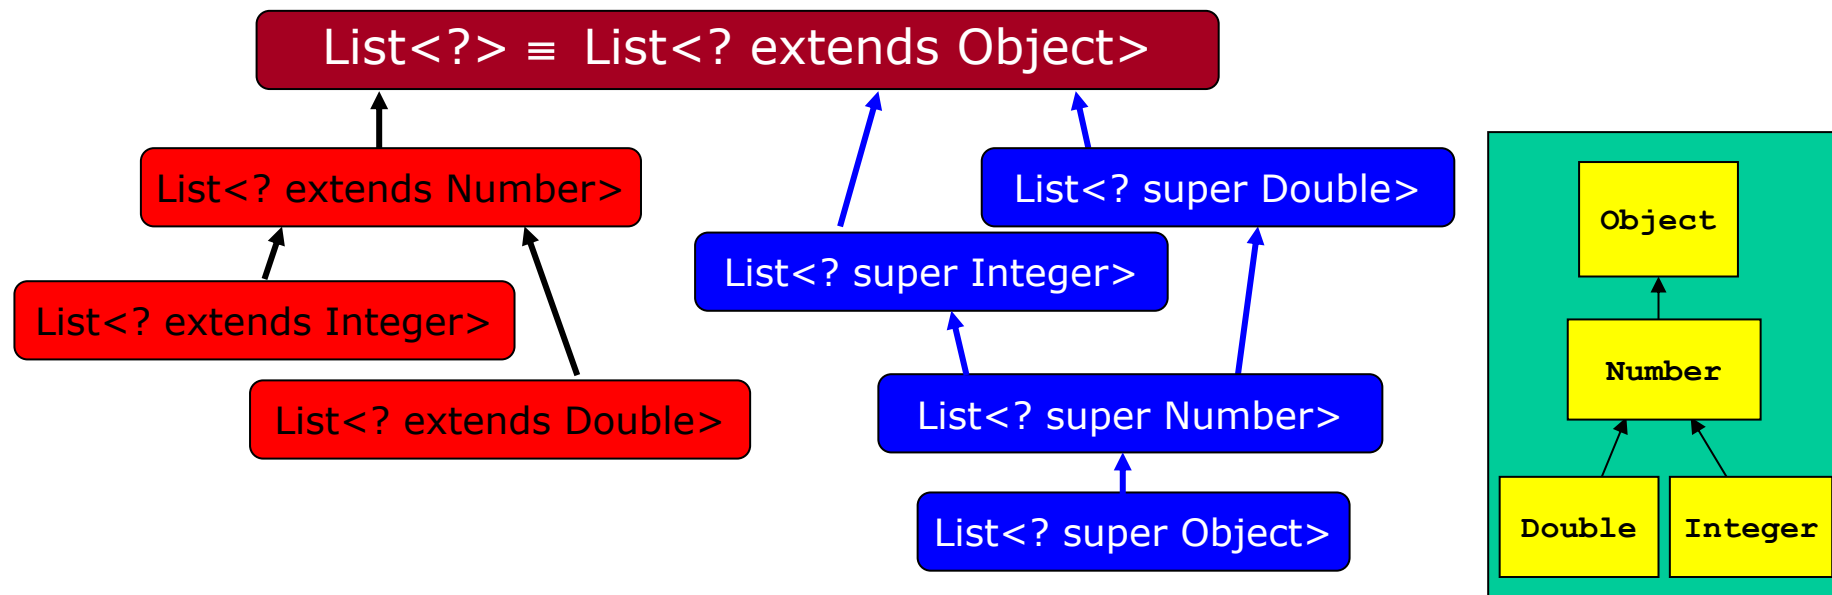 List<?> ≡ List<? extends Object>
List<? extends Number>
List<? super Double>
List<? super Integer>
List<? extends Integer>
List<? extends Double>
List<? super Number>
List<? super Object>
Object
Number
Double
Integer